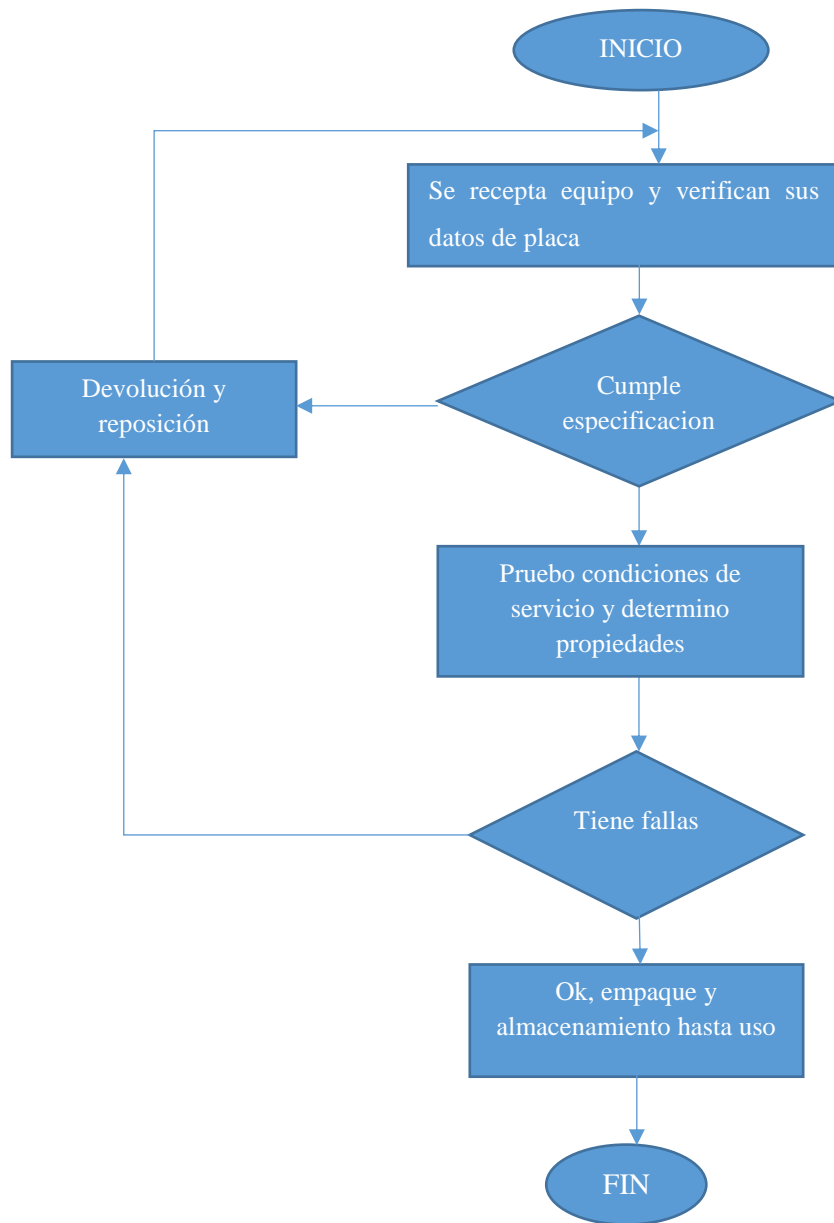 INICIO
Se recepta equipo y verifican sus
datos de placa
Cumple
especificacion
Devolución y
reposición
Pruebo condiciones de
servicio y determino
propiedades
Tiene fallas
Ok, empaque y
almacenamiento hasta uso
FIN